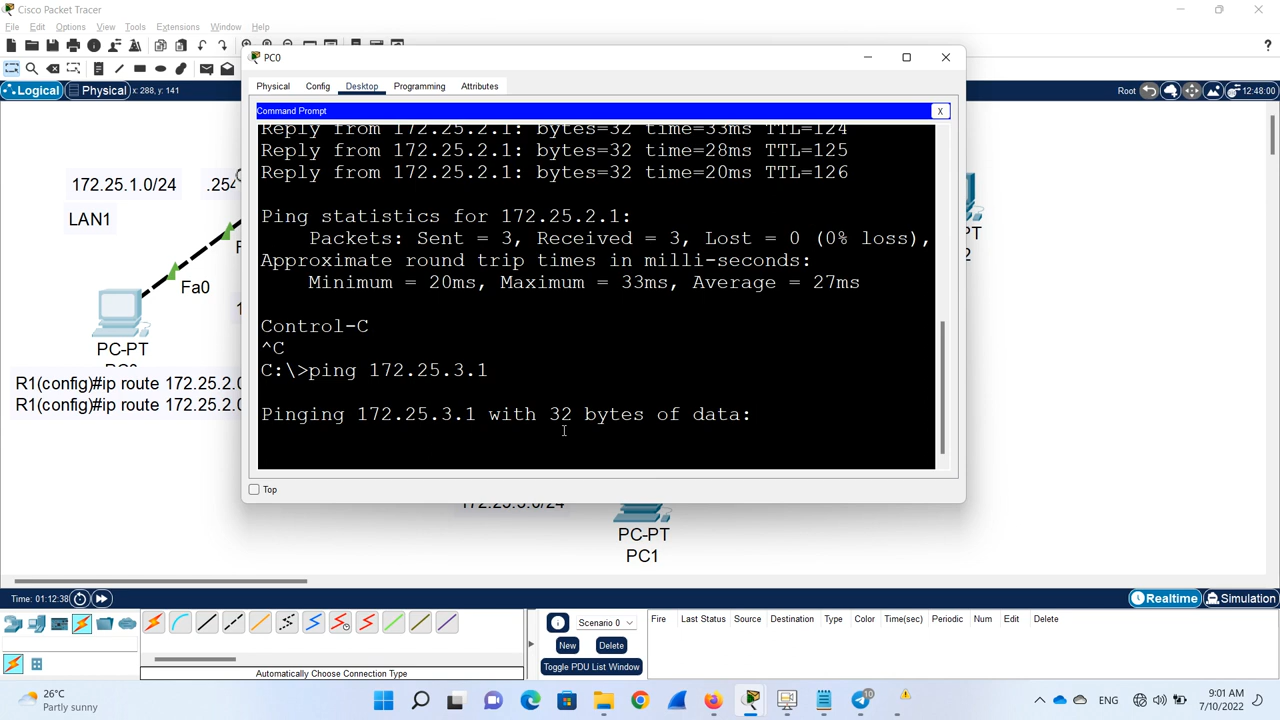 Cisco Packet Tracer
File Edit Options View Tools Extensions Window Help
PC0
?
Logical Physical x: 288, y: 141
Root 12:48:00
Physical Config Desktop Programming Attributes
Command Prompt X
Reply from 172.25.2.1: bytes=32 time=33ms TTL=124
Reply from 172.25.2.1: bytes=32 time=28ms TTL=125
Reply from 172.25.2.1: bytes=32 time=20ms TTL=126
Ping statistics for 172.25.2.1:
Packets: Sent = 3, Received = 3, Lost = 0 (0% loss),
Approximate round trip times in milli-seconds:
Minimum = 20ms, Maximum = 33ms, Average = 27ms
Control-C
^C
C:\>ping 172.25.3.1
Pinging 172.25.3.1 with 32 bytes of data:
Top
172.25.1.0/24
.254
LAN1
Fa0
PC-PT
R1(config)#ip route 172.25.2.0
R1(config)#ip route 172.25.2.0
PC-PT
PC1
Time: 01:12:38
Realtime Simulation
Scenario 0
New Delete
Toggle PDU List Window
Fire Last Status Source Destination Type Color Time(sec) Periodic Num Edit Delete
Automatically Choose Connection Type
26°C
Partly sunny
10
ENG
9:01 AM
7/10/2022